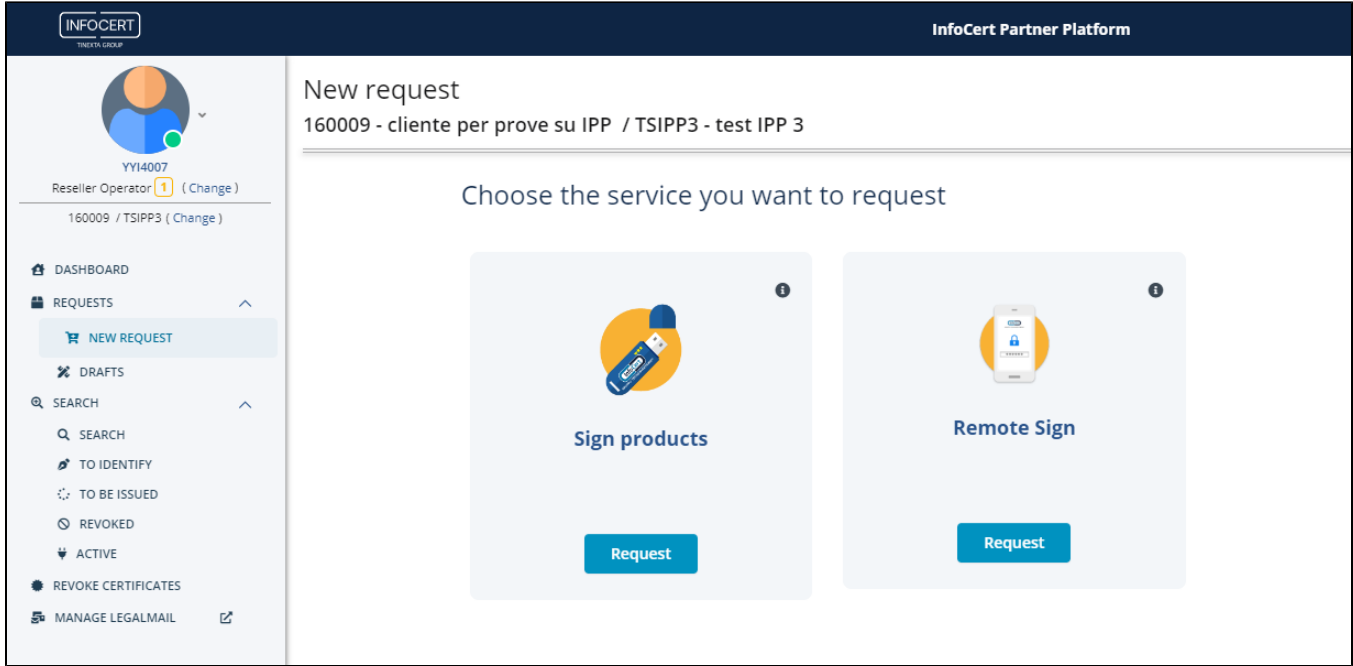 INFOCERT
TINEXTA GROUP
InfoCert Partner Platform
YYI4007
Reseller Operator 1 ( Change )
160009 / TSIPP3 ( Change )
DASHBOARD
REQUESTS
NEW REQUEST
DRAFTS
SEARCH
SEARCH
TO IDENTIFY
TO BE ISSUED
REVOKED
ACTIVE
REVOKE CERTIFICATES
MANAGE LEGALMAIL
New request
160009 - cliente per prove su IPP / TSIPP3 - test IPP 3
Choose the service you want to request
InfoCert
Sign products
Request
Remote Sign
Request